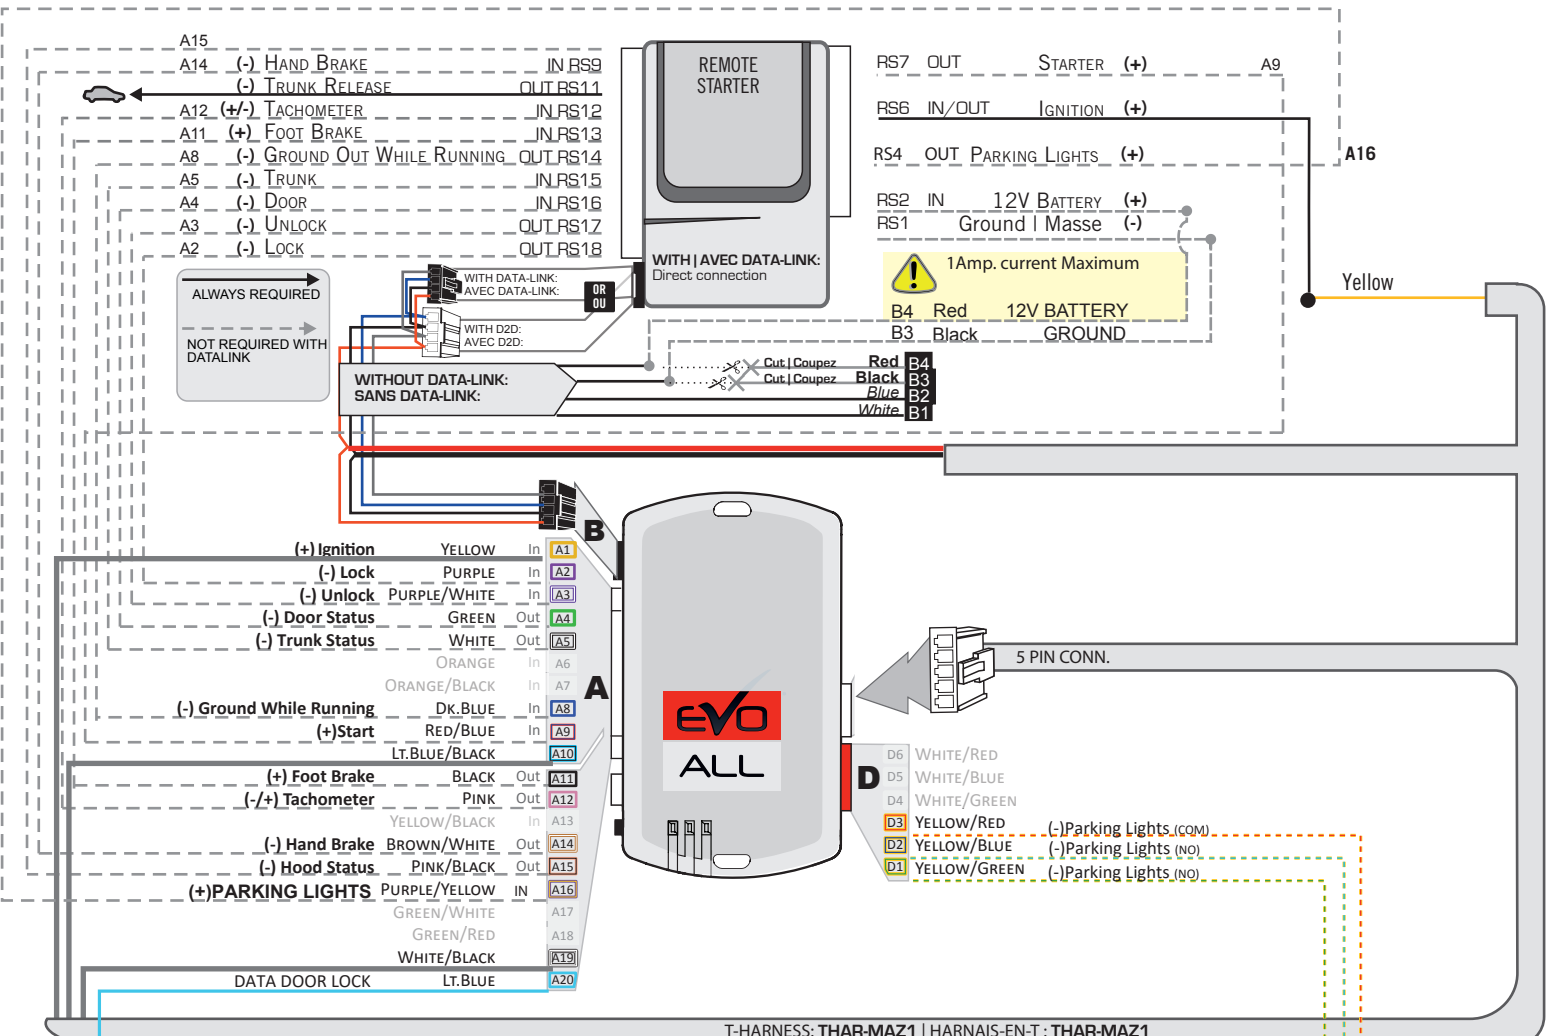 A15
A14 (-) HAND BRAKE IN RS9
(-) TRUNK RELEASE OUT RS11
A12 (+/-) TACHOMETER IN RS12
A11 (+) FOOT BRAKE IN RS13
A8 (-) GROUND OUT WHILE RUNNING OUT RS14
A5 (-) TRUNK IN RS15
A4 (-) DOOR IN RS16
A3 (-) UNLOCK OUT RS17
A2 (-) LOCK OUT RS18
REMOTE
STARTER
WITH | AVEC DATA-LINK:
Direct connection
RS7 OUT STARTER (+) A9
RS6 IN/OUT IGNITION (+)
RS4 OUT PARKING LIGHTS (+) A16
RS2 IN 12V BATTERY (+)
RS1 Ground | Masse (-)
1Amp. current Maximum
B4 Red 12V BATTERY
B3 Black GROUND
Yellow
ALWAYS REQUIRED
NOT REQUIRED WITH
DATALINK
WITH DATA-LINK:
AVEC DATA-LINK:
OR
OU
WITH D2D:
AVEC D2D:
WITHOUT DATA-LINK:
SANS DATA-LINK:
Cut | Coupez Red B4
Cut | Coupez Black B3
Blue B2
White B1
B
(+) Ignition YELLOW In A1
(-) Lock PURPLE In A2
(-) Unlock PURPLE/WHITE In A3
(-) Door Status GREEN Out A4
(-) Trunk Status WHITE Out A5
ORANGE In A6
ORANGE/BLACK In A7
(-) Ground While Running DK.BLUE In A8
(+)Start RED/BLUE In A9
LT.BLUE/BLACK A10
(+) Foot Brake BLACK Out A11
(-/+) Tachometer PINK Out A12
YELLOW/BLACK In A13
(-) Hand Brake BROWN/WHITE Out A14
(-) Hood Status PINK/BLACK Out A15
(+)PARKING LIGHTS PURPLE/YELLOW IN A16
GREEN/WHITE A17
GREEN/RED A18
WHITE/BLACK A19
DATA DOOR LOCK LT.BLUE A20
A
EVO
ALL
5 PIN CONN.
D
D6 WHITE/RED
D5 WHITE/BLUE
D4 WHITE/GREEN
D3 YELLOW/RED (-)Parking Lights (COM)
D2 YELLOW/BLUE (-)Parking Lights (NO)
D1 YELLOW/GREEN (-)Parking Lights (NO)
T-HARNESS: THAR-MAZ1 | HARNAIS-EN-T : THAR-MAZ1